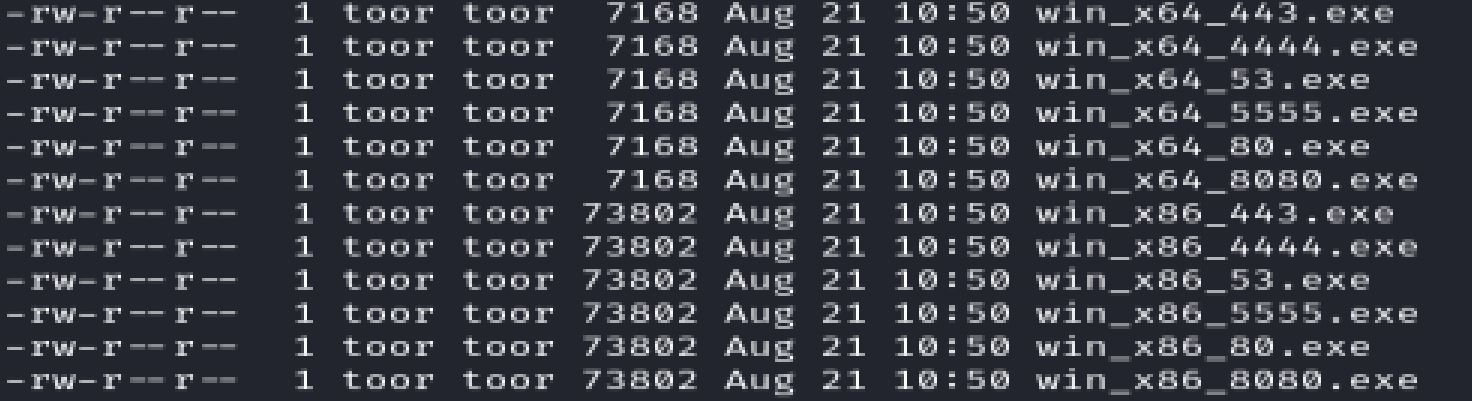 -rw-r--r--  1 toor toor  7168 Aug 21 10:50 win_x64_443.exe
-rw-r--r--  1 toor toor  7168 Aug 21 10:50 win_x64_4444.exe
-rw-r--r--  1 toor toor  7168 Aug 21 10:50 win_x64_53.exe
-rw-r--r--  1 toor toor  7168 Aug 21 10:50 win_x64_5555.exe
-rw-r--r--  1 toor toor  7168 Aug 21 10:50 win_x64_80.exe
-rw-r--r--  1 toor toor  7168 Aug 21 10:50 win_x64_8080.exe
-rw-r--r--  1 toor toor 73802 Aug 21 10:50 win_x86_443.exe
-rw-r--r--  1 toor toor 73802 Aug 21 10:50 win_x86_4444.exe
-rw-r--r--  1 toor toor 73802 Aug 21 10:50 win_x86_53.exe
-rw-r--r--  1 toor toor 73802 Aug 21 10:50 win_x86_5555.exe
-rw-r--r--  1 toor toor 73802 Aug 21 10:50 win_x86_80.exe
-rw-r--r--  1 toor toor 73802 Aug 21 10:50 win_x86_8080.exe